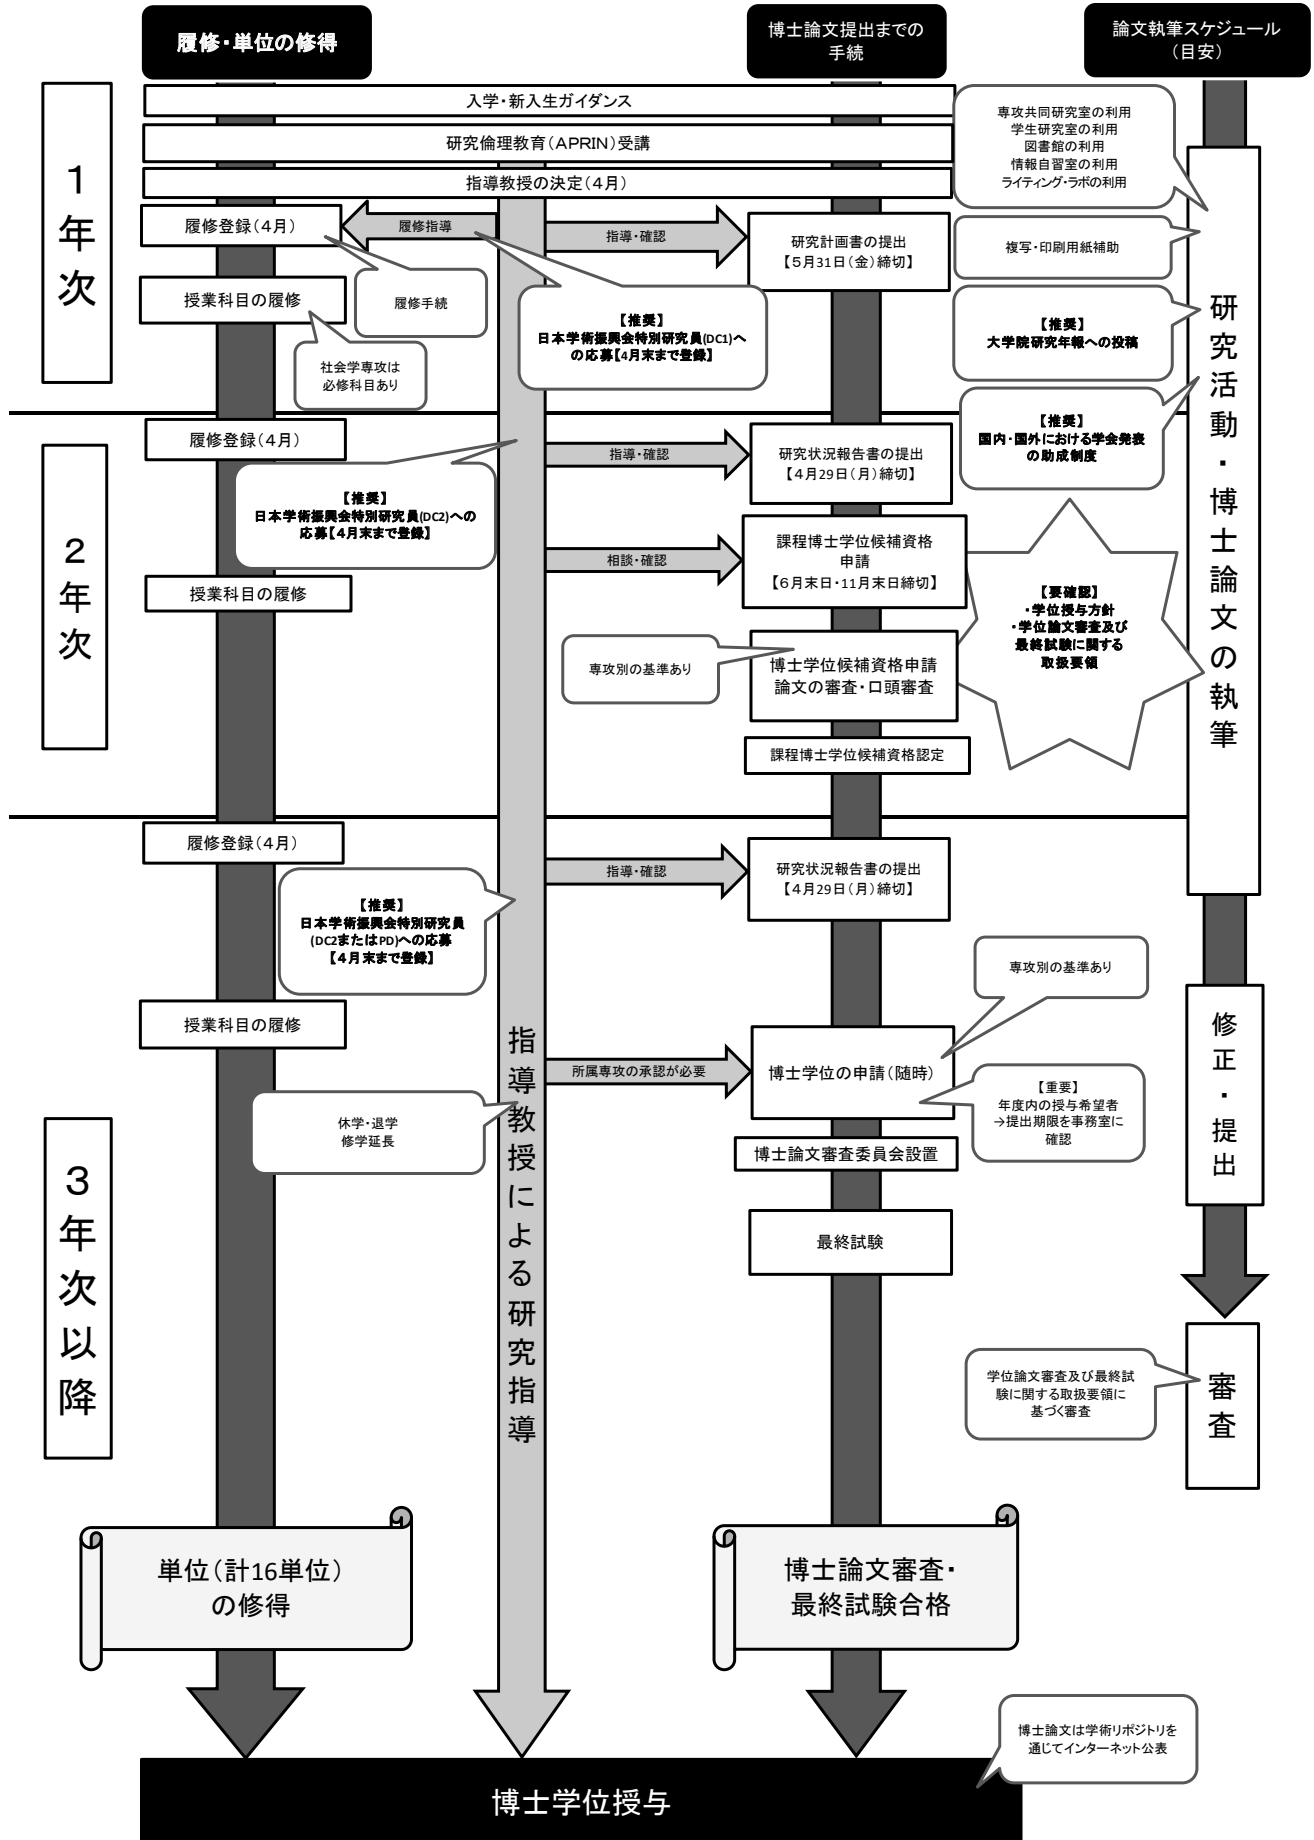 履修・単位の修得
博士論文提出までの
手続
論文執筆スケジュール
（目安）
1年次
入学・新入生ガイダンス
研究倫理教育（APRIN）受講
指導教授の決定（4月）
専攻共同研究室の利用
学生研究室の利用
図書館の利用
情報自習室の利用
ライティング・ラボの利用
履修登録（4月）
履修指導
指導・確認
研究計画書の提出
【5月31日（金）締切】
複写・印刷用紙補助
授業科目の履修
履修手続
【推奨】
日本学術振興会特別研究員(DC1)へ
の応募【4月末まで登録】
【推奨】
大学院研究年報への投稿
社会学専攻は
必修科目あり
研究活動・博士論文の執筆
2年次
履修登録（4月）
指導・確認
研究状況報告書の提出
【4月29日（月）締切】
【推奨】
国内・国外における学会発表
の助成制度
【推奨】
日本学術振興会特別研究員(DC2)への
応募【4月末まで登録】
相談・確認
課程博士学位候補資格
申請
【6月末日・11月末日締切】
授業科目の履修
【要確認】
・学位授与方針
・学位論文審査及び
最終試験に関する
取扱要領
専攻別の基準あり
博士学位候補資格申請
論文の審査・口頭審査
課程博士学位候補資格認定
3年次以降
履修登録（4月）
指導・確認
研究状況報告書の提出
【4月29日（月）締切】
【推奨】
日本学術振興会特別研究員
(DC2またはPD)への応募
【4月末まで登録】
専攻別の基準あり
授業科目の履修
指導教授による研究指導
所属専攻の承認が必要
博士学位の申請（随時）
修正・提出
【重要】
年度内の授与希望者
→提出期限を事務室に
確認
休学・退学
修学延長
博士論文審査委員会設置
最終試験
学位論文審査及び最終試
験に関する取扱要領に
基づく審査
審査
単位（計16単位）
の修得
博士論文審査・
最終試験合格
博士論文は学術リポジトリを
通じてインターネット公表
博士学位授与